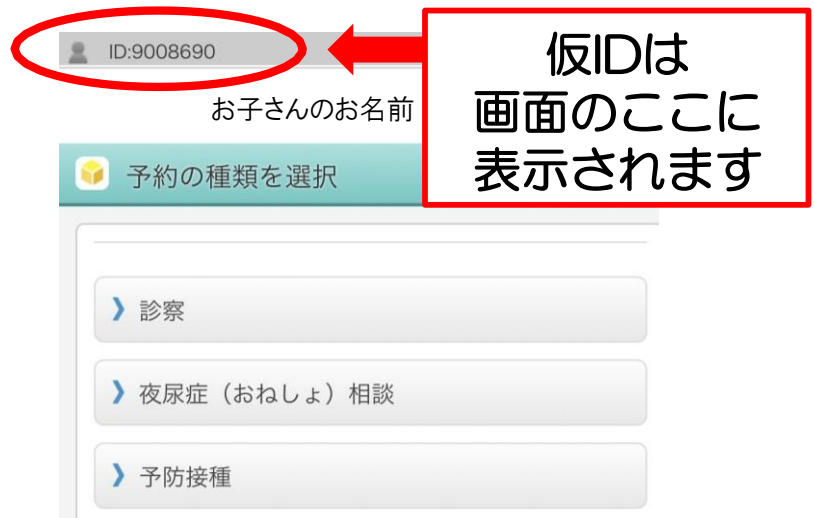 ID:9008690
仮IDは
画面のここに
表示されます
お子さんのお名前
予約の種類を選択
診察
夜尿症（おねしょ）相談
予防接種